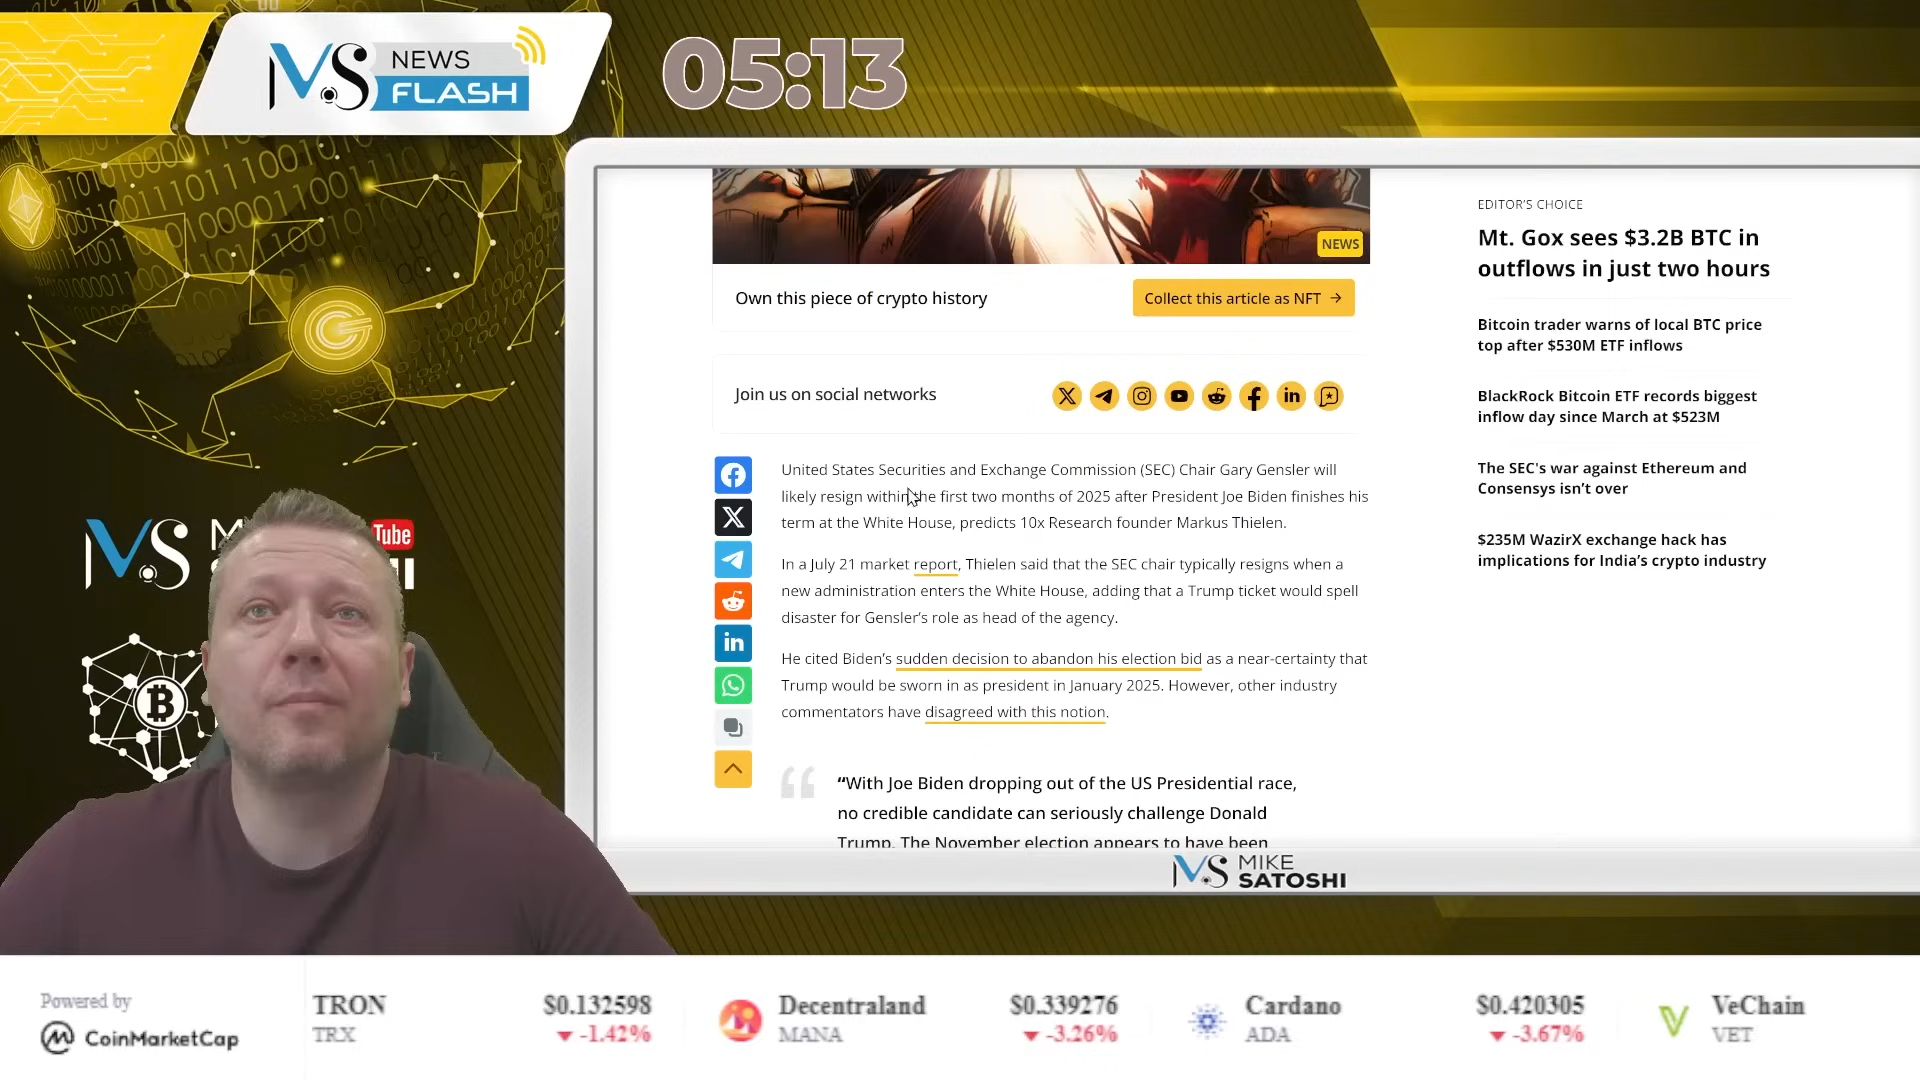 NEWS
FLASH
05:13
NEWS
Own this piece of crypto history
Collect this article as NFT →
Join us on social networks
United States Securities and Exchange Commission (SEC) Chair Gary Gensler will
likely resign within the first two months of 2025 after President Joe Biden finishes his
term at the White House, predicts 10x Research founder Markus Thielen.
In a July 21 market report, Thielen said that the SEC chair typically resigns when a
new administration enters the White House, adding that a Trump ticket would spell
disaster for Gensler’s role as head of the agency.
He cited Biden’s sudden decision to abandon his election bid as a near-certainty that
Trump would be sworn in as president in January 2025. However, other industry
commentators have disagreed with this notion.
“With Joe Biden dropping out of the US Presidential race,
no credible candidate can seriously challenge Donald
Trump. The November election appears to have been
EDITOR’S CHOICE
Mt. Gox sees $3.2B BTC in
outflows in just two hours
Bitcoin trader warns of local BTC price
top after $530M ETF inflows
BlackRock Bitcoin ETF records biggest
inflow day since March at $523M
The SEC's war against Ethereum and
Consensys isn’t over
$235M WazirX exchange hack has
implications for India’s crypto industry
MS
Tube
MS MIKE
SATOSHI
Powered by
CoinMarketCap
TRON $0.132598
TRX -1.42%
Decentraland $0.339276
MANA -3.26%
Cardano $0.420305
ADA -3.67%
VeChain
VET